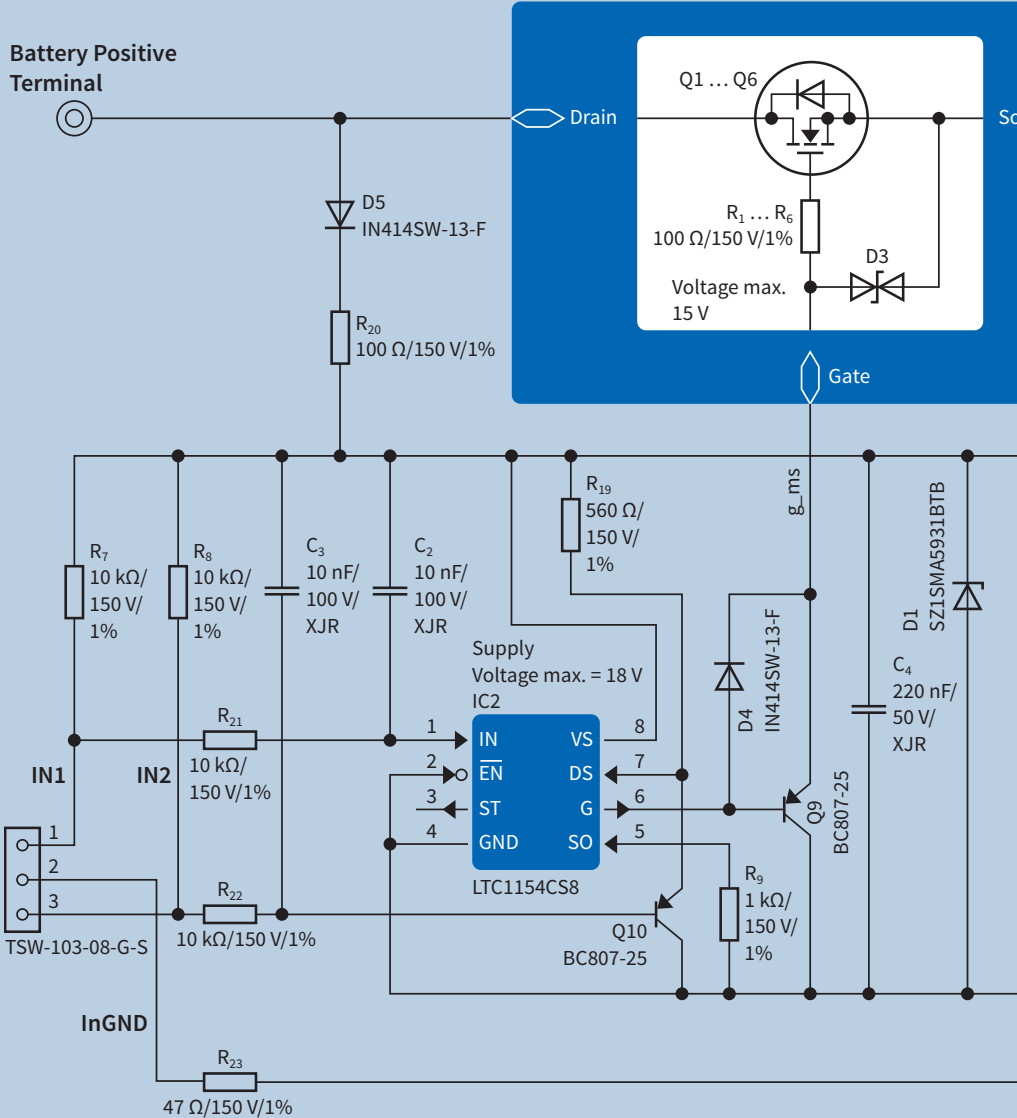 Battery Positive
Terminal
Q1 … Q6
Drain
R₁ … R₆
100 Ω/150 V/1%
D3
Voltage max.
15 V
Gate
D5
IN414SW-13-F
R₂₀
100 Ω/150 V/1%
g_ms
R₁₉
560 Ω/
150 V/
1%
R₇
10 kΩ/
150 V/
1%
R₈
10 kΩ/
150 V/
1%
C₃
10 nF/
100 V/
XJR
C₂
10 nF/
100 V/
XJR
D1
SZ1SMA5931BTB
D4
IN414SW-13-F
C₄
220 nF/
50 V/
XJR
Supply
Voltage max. = 18 V
IC2
R₂₁
10 kΩ/
150 V/1%
IN1
IN2
1 IN VS 8
2 EN DS 7
3 ST G 6
4 GND SO 5
LTC1154CS8
Q9
BC807-25
1
2
3
TSW-103-08-G-S
R₂₂
10 kΩ/150 V/1%
Q10
BC807-25
R₉
1 kΩ/
150 V/
1%
InGND
R₂₃
47 Ω/150 V/1%